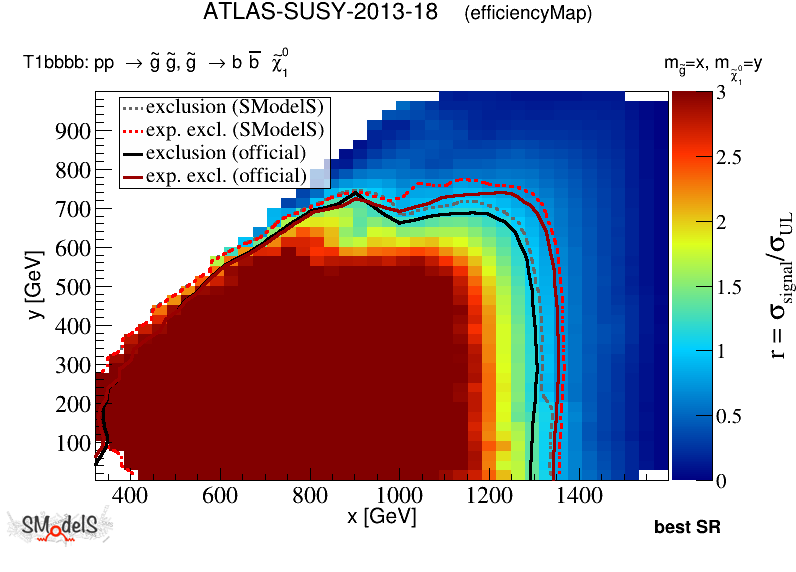 ATLAS-SUSY-2013-18 (efficiencyMap)
T1bbbb: pp → g̃ g̃, g̃ → b b̅ χ̃₁⁰
m_g̃=x, m_χ̃₁⁰=y
exclusion (SModelS)
exp. excl. (SModelS)
exclusion (official)
exp. excl. (official)
900
800
700
600
500
400
300
200
100
y [GeV]
400 600 800 1000 1200 1400
x [GeV]
3
2.5
2
1.5
1
0.5
0
r = σ_signal/σ_UL
SModelS
best SR